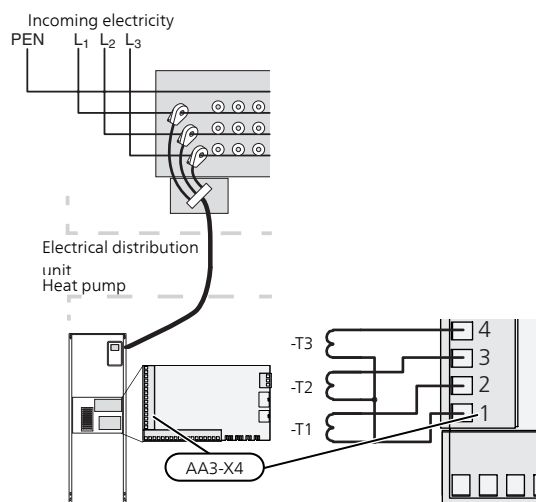 Incoming electricity
PEN L1 L2 L3
Electrical distribution
unit
Heat pump
-T3
-T2
-T1
4
3
2
1
AA3-X4